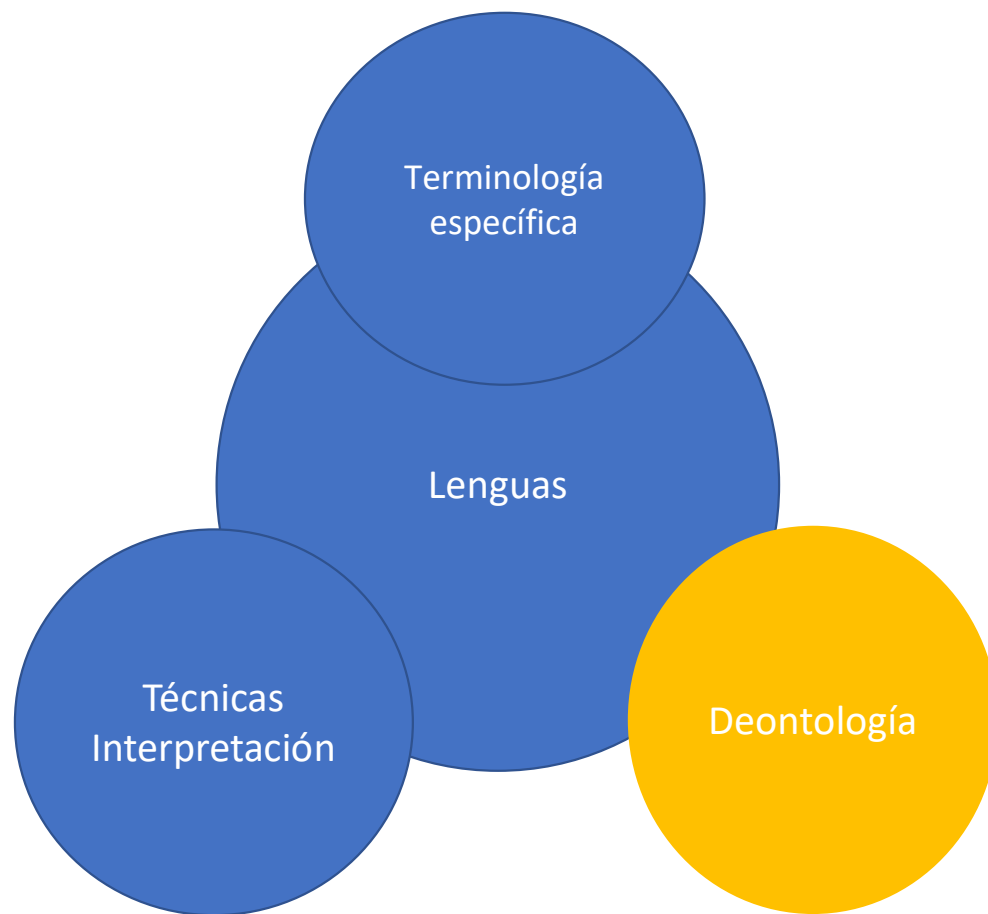 Terminología
específica
Lenguas
Técnicas
Interpretación
Deontología